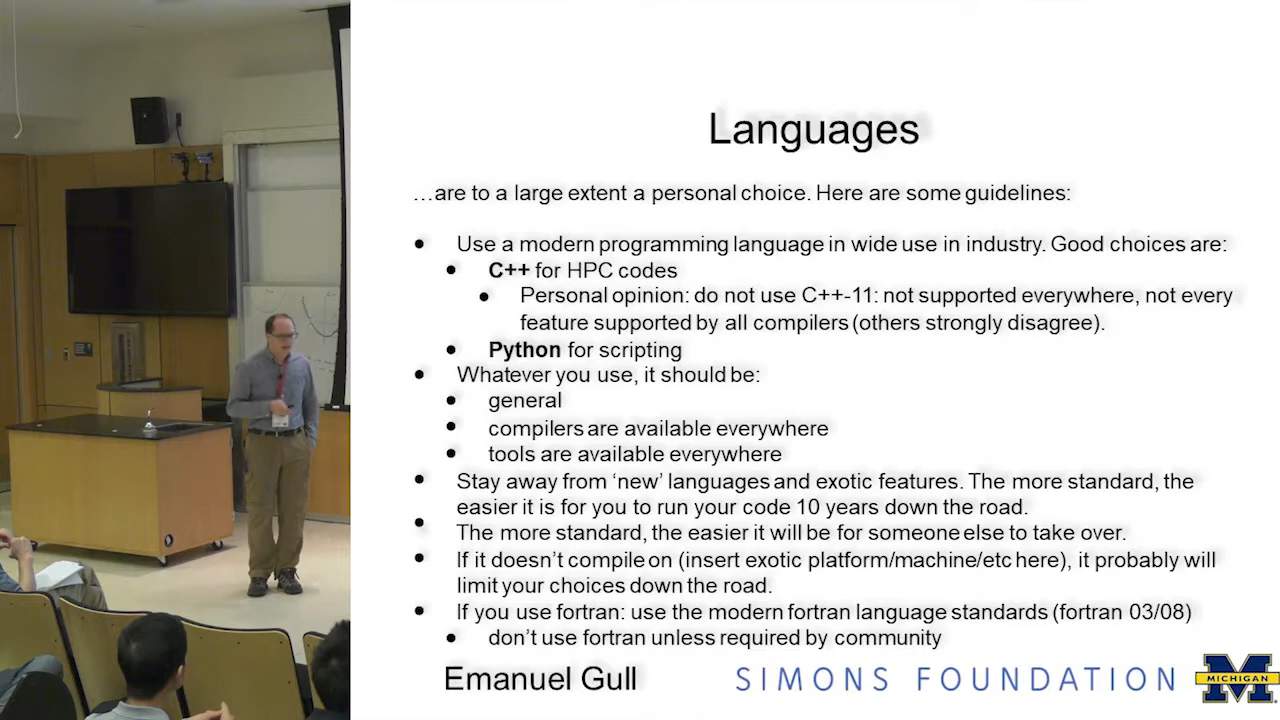 Languages
…are to a large extent a personal choice. Here are some guidelines:
● Use a modern programming language in wide use in industry. Good choices are:
● C++ for HPC codes
● Personal opinion: do not use C++-11: not supported everywhere, not every
feature supported by all compilers (others strongly disagree).
● Python for scripting
● Whatever you use, it should be:
● general
● compilers are available everywhere
● tools are available everywhere
● Stay away from ‘new’ languages and exotic features. The more standard, the
easier it is for you to run your code 10 years down the road.
● The more standard, the easier it will be for someone else to take over.
● If it doesn’t compile on (insert exotic platform/machine/etc here), it probably will
limit your choices down the road.
● If you use fortran: use the modern fortran language standards (fortran 03/08)
● don’t use fortran unless required by community
Emanuel Gull
SIMONS FOUNDATION
M
MICHIGAN